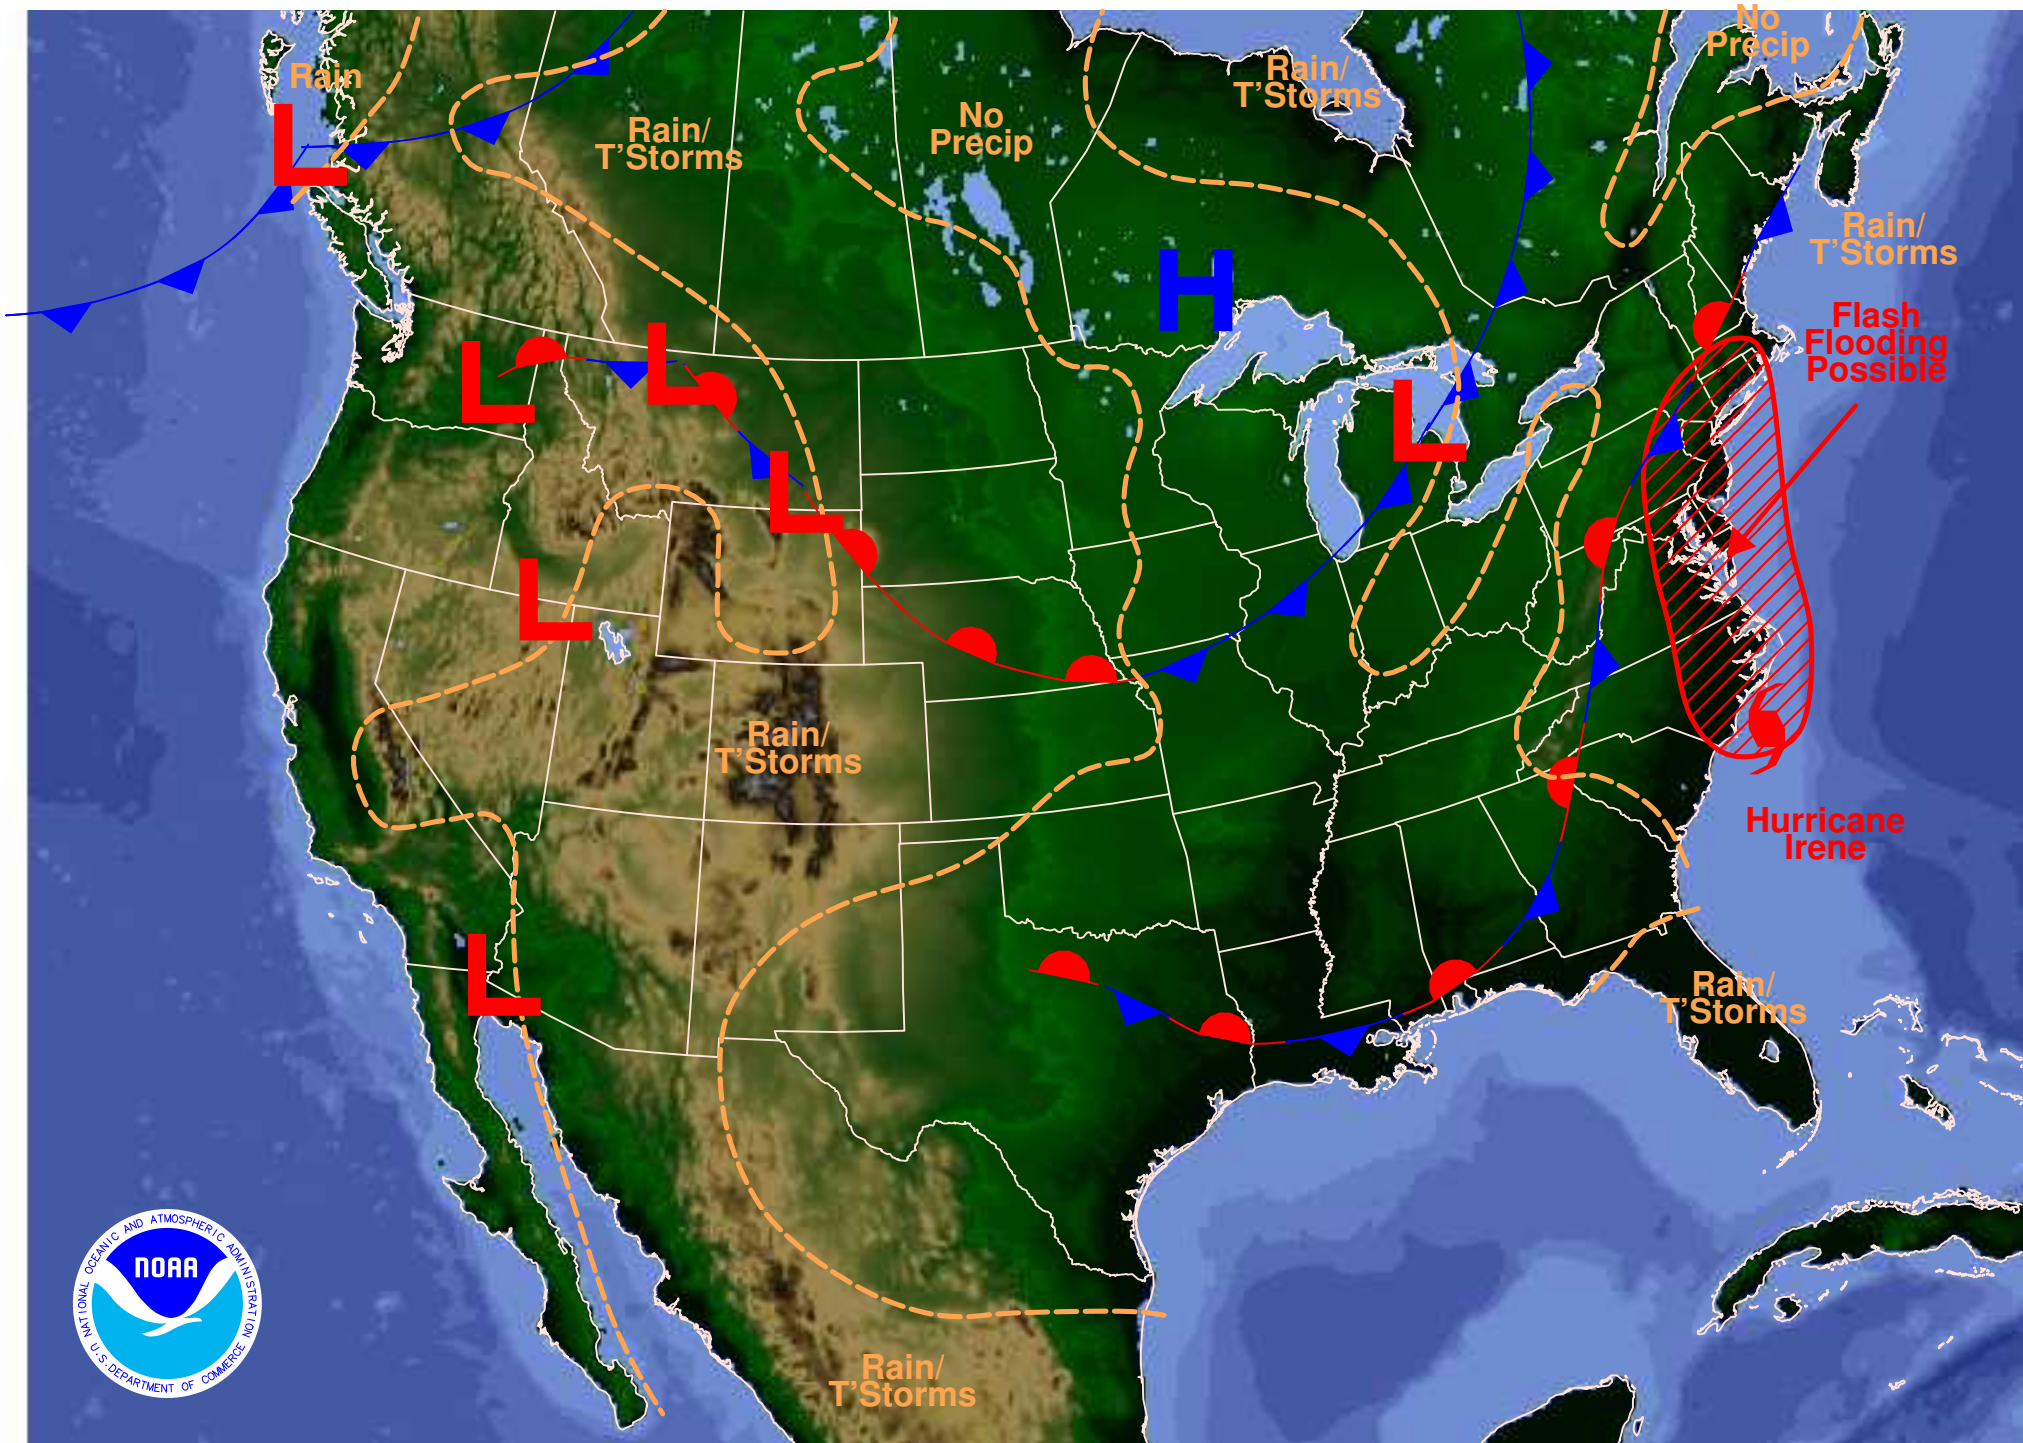 No
Precip
Rain
Rain/
T'Storms
Rain/
T'Storms
No
Precip
Rain/
T'Storms
L
H
Flash
Flooding
Possible
L
L
L
L
L
Rain/
T'Storms
Hurricane
Irene
L
Rain/
T'Storms
NATIONAL OCEANIC AND ATMOSPHERIC ADMINISTRATION
NOAA
U.S. DEPARTMENT OF COMMERCE
Rain/
T'Storms